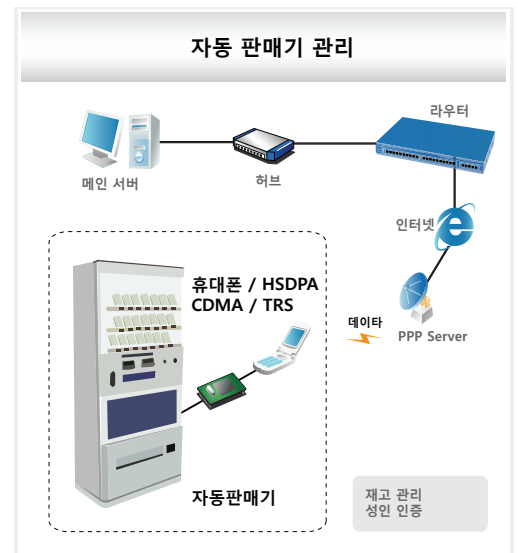 자동 판매기 관리
라우터
메인 서버
허브
인터넷
휴대폰 / HSDPA
CDMA / TRS
데이타
PPP Server
자동판매기
재고 관리
성인 인증